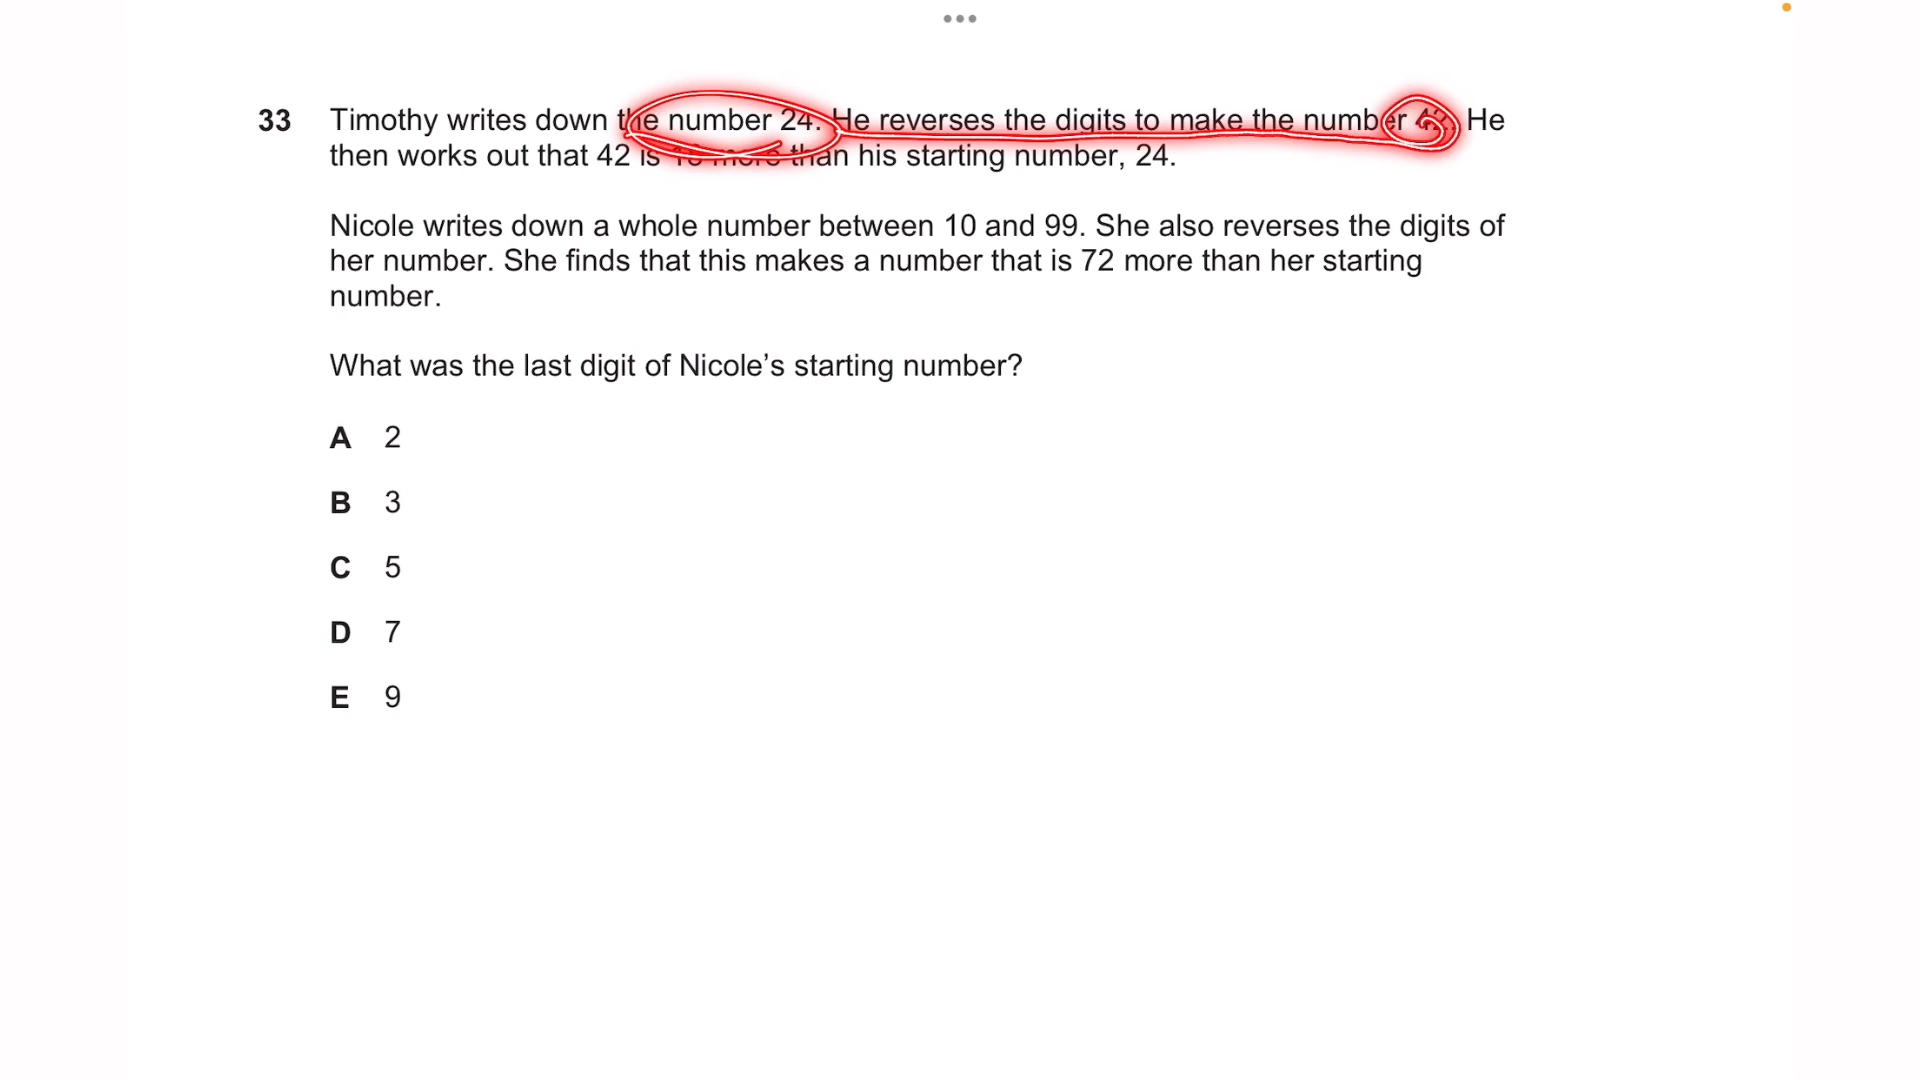 33 Timothy writes down the number 24. He reverses the digits to make the number 42. He
then works out that 42 is 18 more than his starting number, 24.
Nicole writes down a whole number between 10 and 99. She also reverses the digits of
her number. She finds that this makes a number that is 72 more than her starting
number.
What was the last digit of Nicole’s starting number?
A 2
B 3
C 5
D 7
E 9